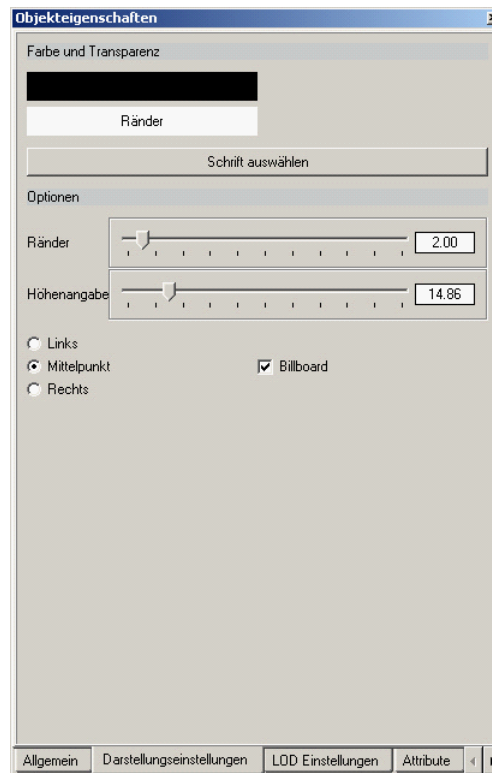 Objekteigenschaften
Farbe und Transparenz
Ränder
Schrift auswählen
Optionen
Ränder 2.00
Höhenangabe 14.86
Links
Mittelpunkt Billboard
Rechts
Allgemein Darstellungseinstellungen LOD Einstellungen Attribute